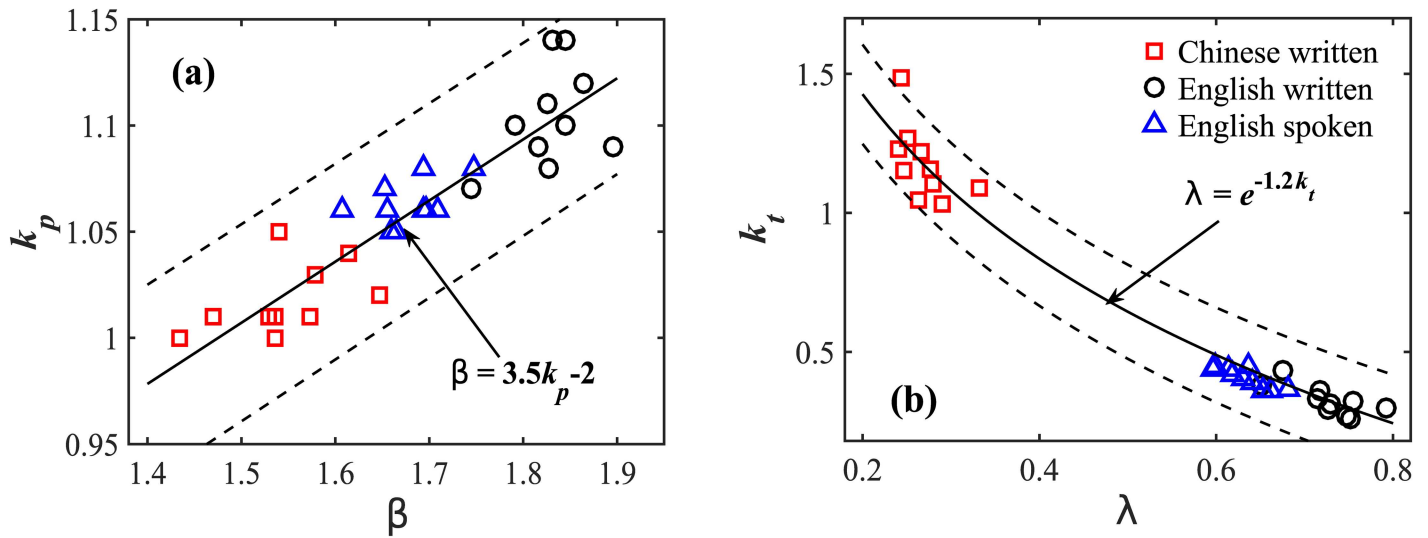 (a)
1.15
1.1
1.05
1
0.95
k_p
1.4 1.5 1.6 1.7 1.8 1.9
β
β = 3.5k_p-2
(b)
1.5
1
0.5
k_t
0.2 0.4 0.6 0.8
λ
Chinese written
English written
English spoken
λ = e^{-1.2k_t}